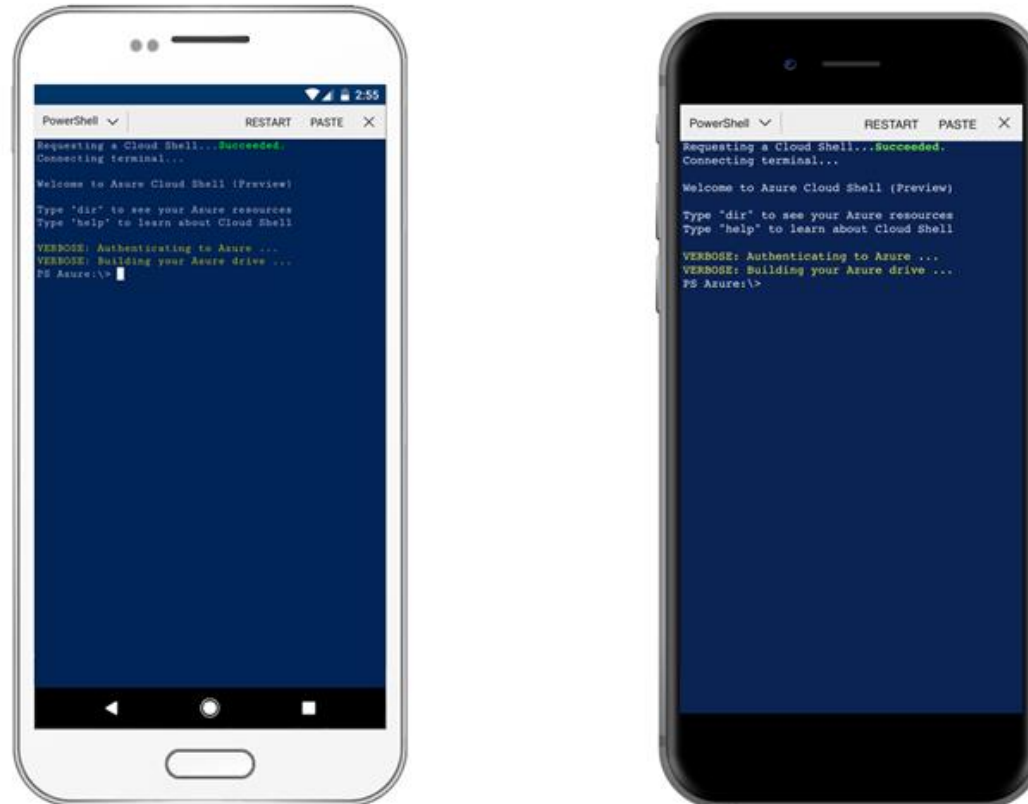 2:55
PowerShell RESTART PASTE
Requesting a Cloud Shell...Succeeded.
Connecting terminal...
Welcome to Azure Cloud Shell (Preview)
Type "dir" to see your Azure resources
Type "help" to learn about Cloud Shell
VERBOSE: Authenticating to Azure ...
VERBOSE: Building your Azure drive ...
PS Azure:\>
PowerShell RESTART PASTE
Requesting a Cloud Shell...Succeeded.
Connecting terminal...
Welcome to Azure Cloud Shell (Preview)
Type "dir" to see your Azure resources
Type "help" to learn about Cloud Shell
VERBOSE: Authenticating to Azure ...
VERBOSE: Building your Azure drive ...
PS Azure:\>